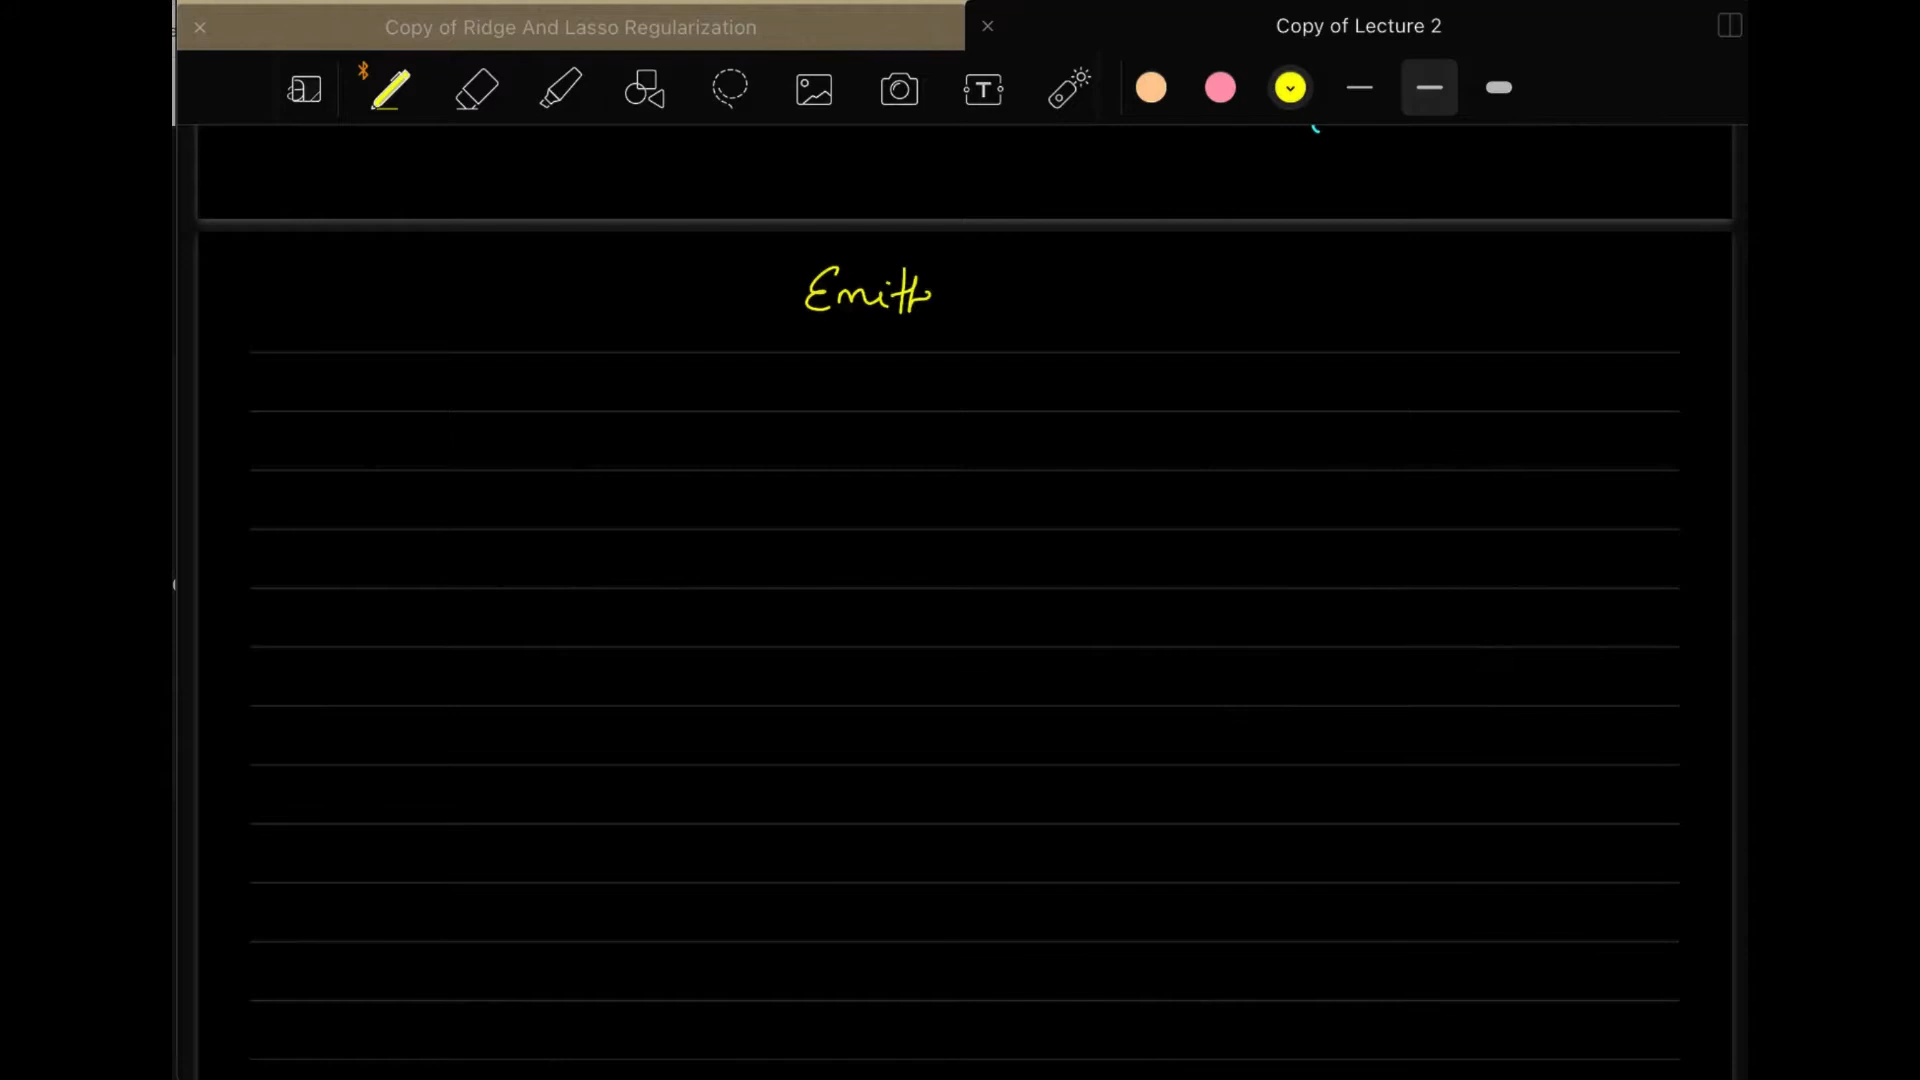 Copy of Ridge And Lasso Regularization
Copy of Lecture 2
Emitt